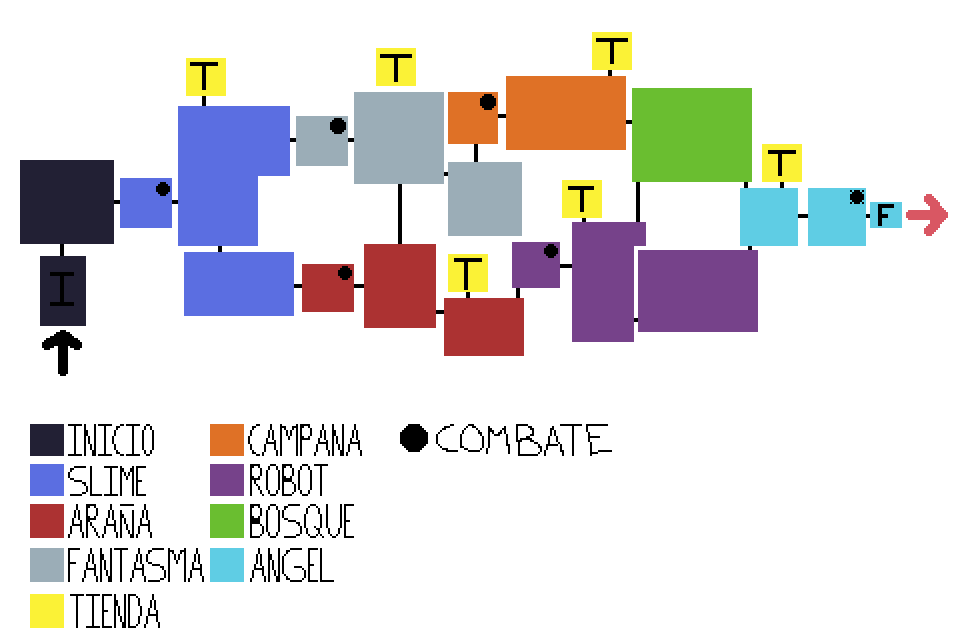 T
T
T
T
T
F
I
T
INICIO
CAMPANA
COMBATE
SLIME
ROBOT
ARAÑA
BOSQUE
FANTASMA
ANGEL
TIENDA